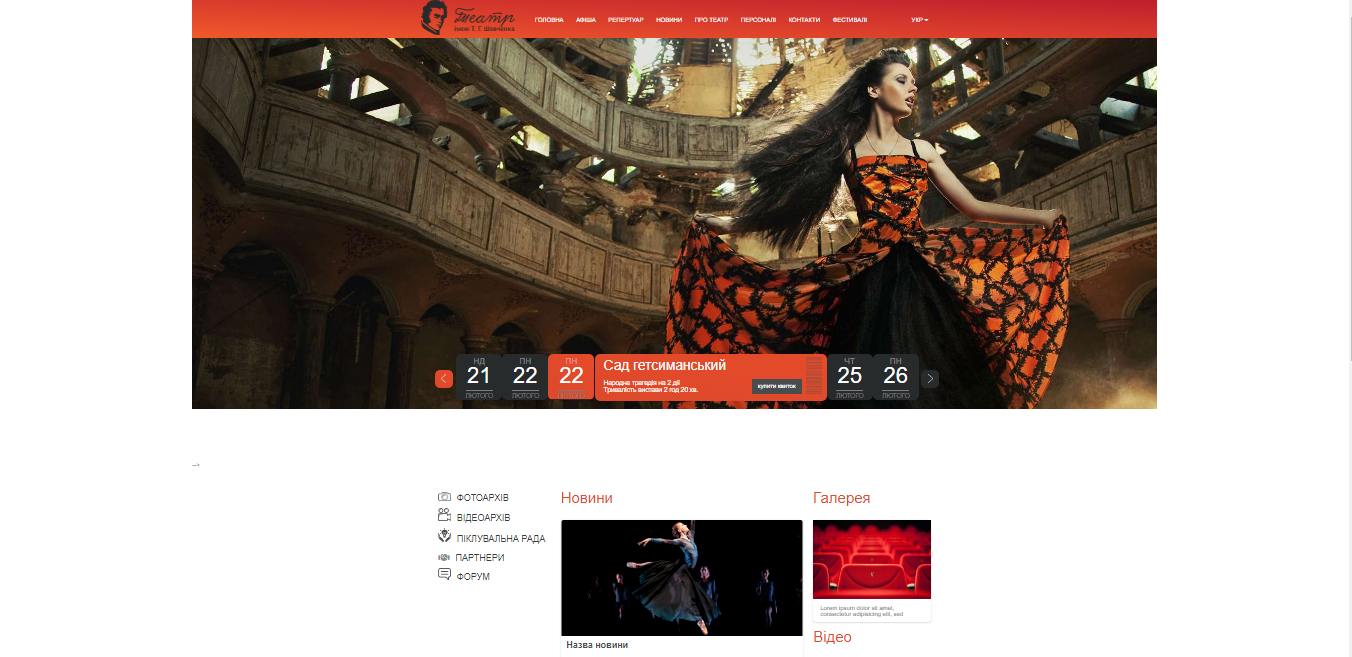 Театр
імені Т. Г. Шевченка
ГОЛОВНА АФІША РЕПЕРТУАР НОВИНИ ПРО ТЕАТР ПЕРСОНАЛІ КОНТАКТИ ФЕСТИВАЛІ УКР
НД
21
ЛЮТОГО
ПН
22
ЛЮТОГО
ПН
22
ЛЮТОГО
Сад гетсиманський
Народна трагедія на 2 дії
Тривалість вистави 2 год 20 хв.
КУПИТИ КВИТОК
ЧТ
25
ЛЮТОГО
ПН
26
ЛЮТОГО
-->
ФОТОАРХІВ
ВІДЕОАРХІВ
ПІКЛУВАЛЬНА РАДА
ПАРТНЕРИ
ФОРУМ
Новини
Назва новини
Галерея
Lorem ipsum dolor sit amet,
consectetur adipisicing elit, sed
Відео